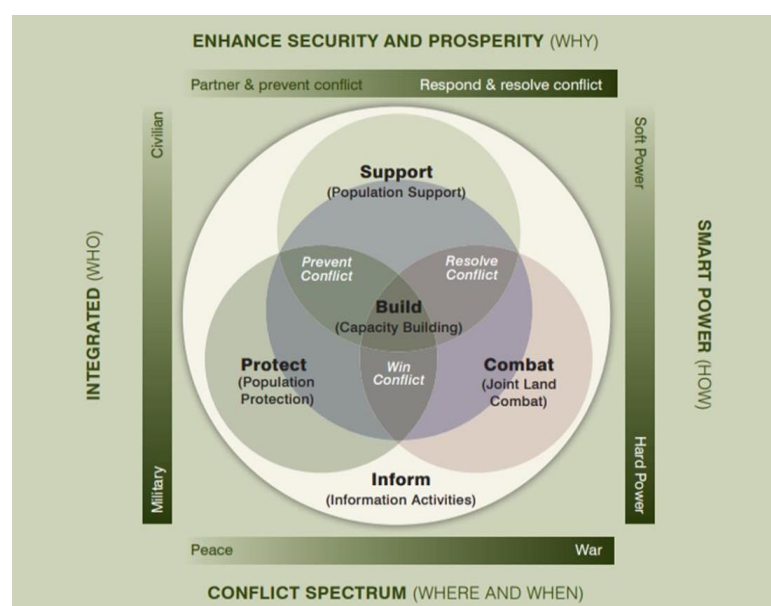 ENHANCE SECURITY AND PROSPERITY (WHY)
Partner & prevent conflict
Respond & resolve conflict
Civilian
Soft Power
Support
(Population Support)
Prevent
Conflict
Resolve
Conflict
INTEGRATED (WHO)
SMART POWER (HOW)
Build
(Capacity Building)
Protect
(Population
Protection)
Win
Conflict
Combat
(Joint Land
Combat)
Military
Hard Power
Inform
(Information Activities)
Peace
War
CONFLICT SPECTRUM (WHERE AND WHEN)